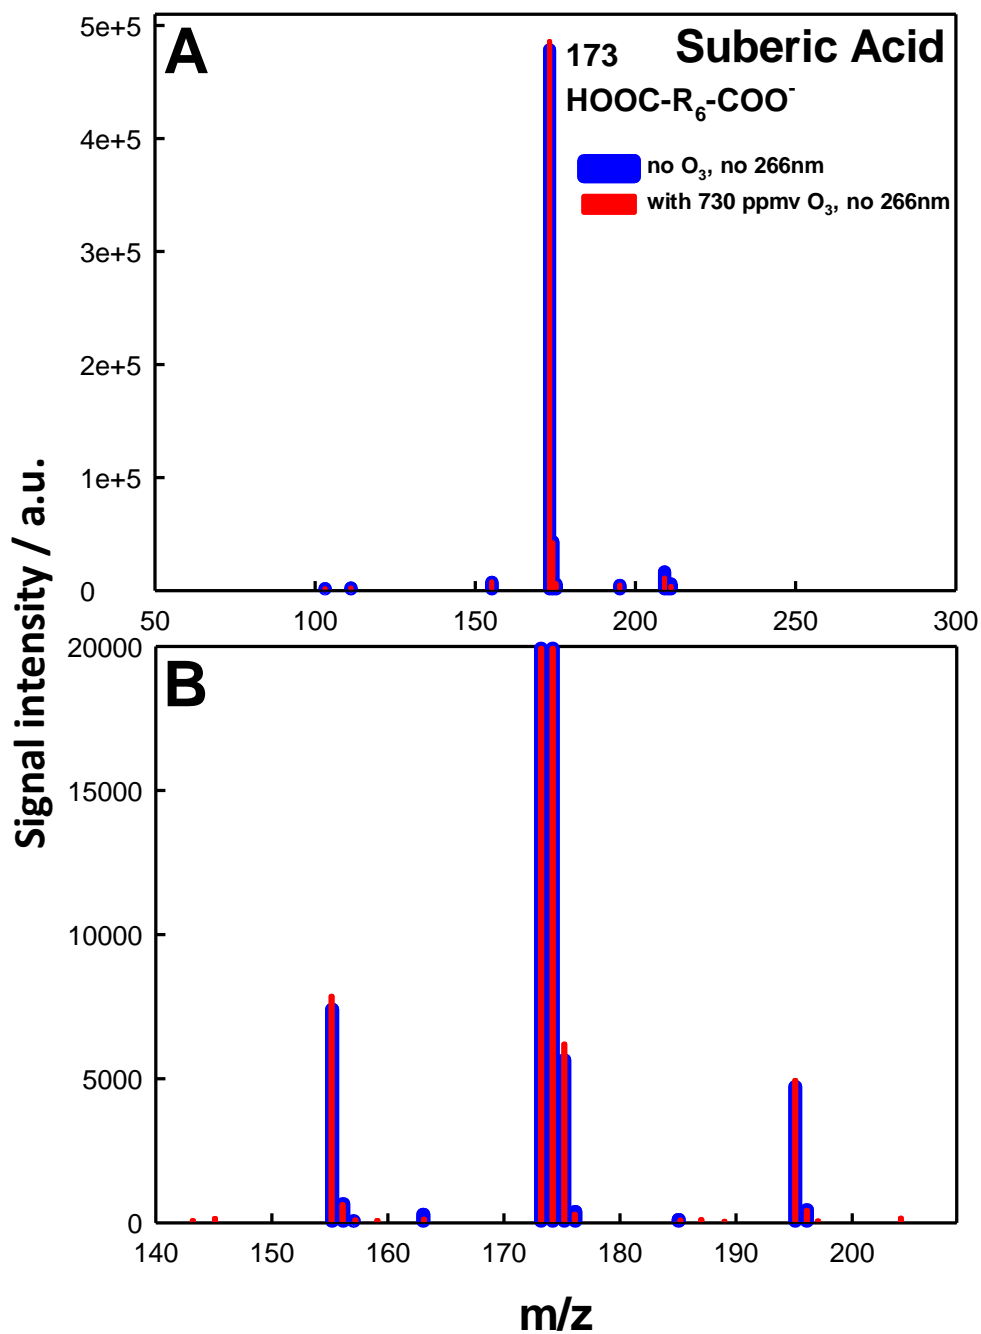 A
173 Suberic Acid
HOOC-R₆-COO⁻
no O₃, no 266nm
with 730 ppmv O₃, no 266nm
5e+5
4e+5
3e+5
2e+5
1e+5
0
50 100 150 200 250 300
Signal intensity / a.u.
B
20000
15000
10000
5000
0
140 150 160 170 180 190 200
m/z